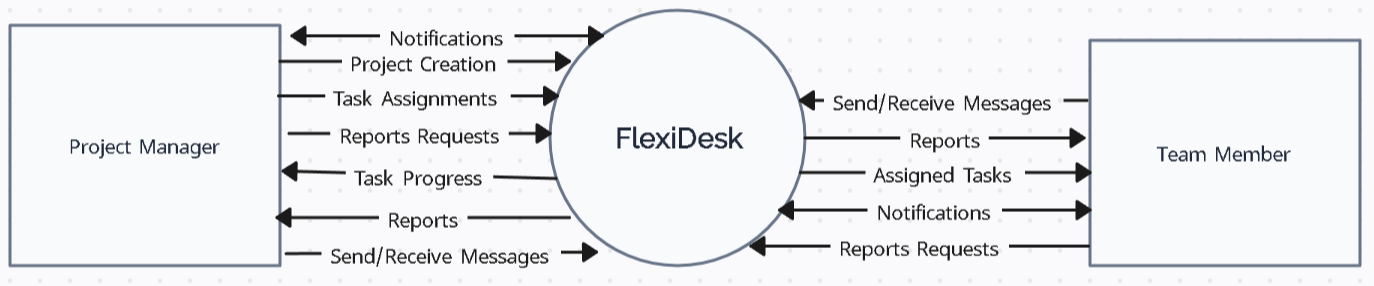 Project Manager
Notifications
Project Creation
Task Assignments
Reports Requests
Task Progress
Reports
Send/Receive Messages
FlexiDesk
Send/Receive Messages
Reports
Assigned Tasks
Notifications
Reports Requests
Team Member